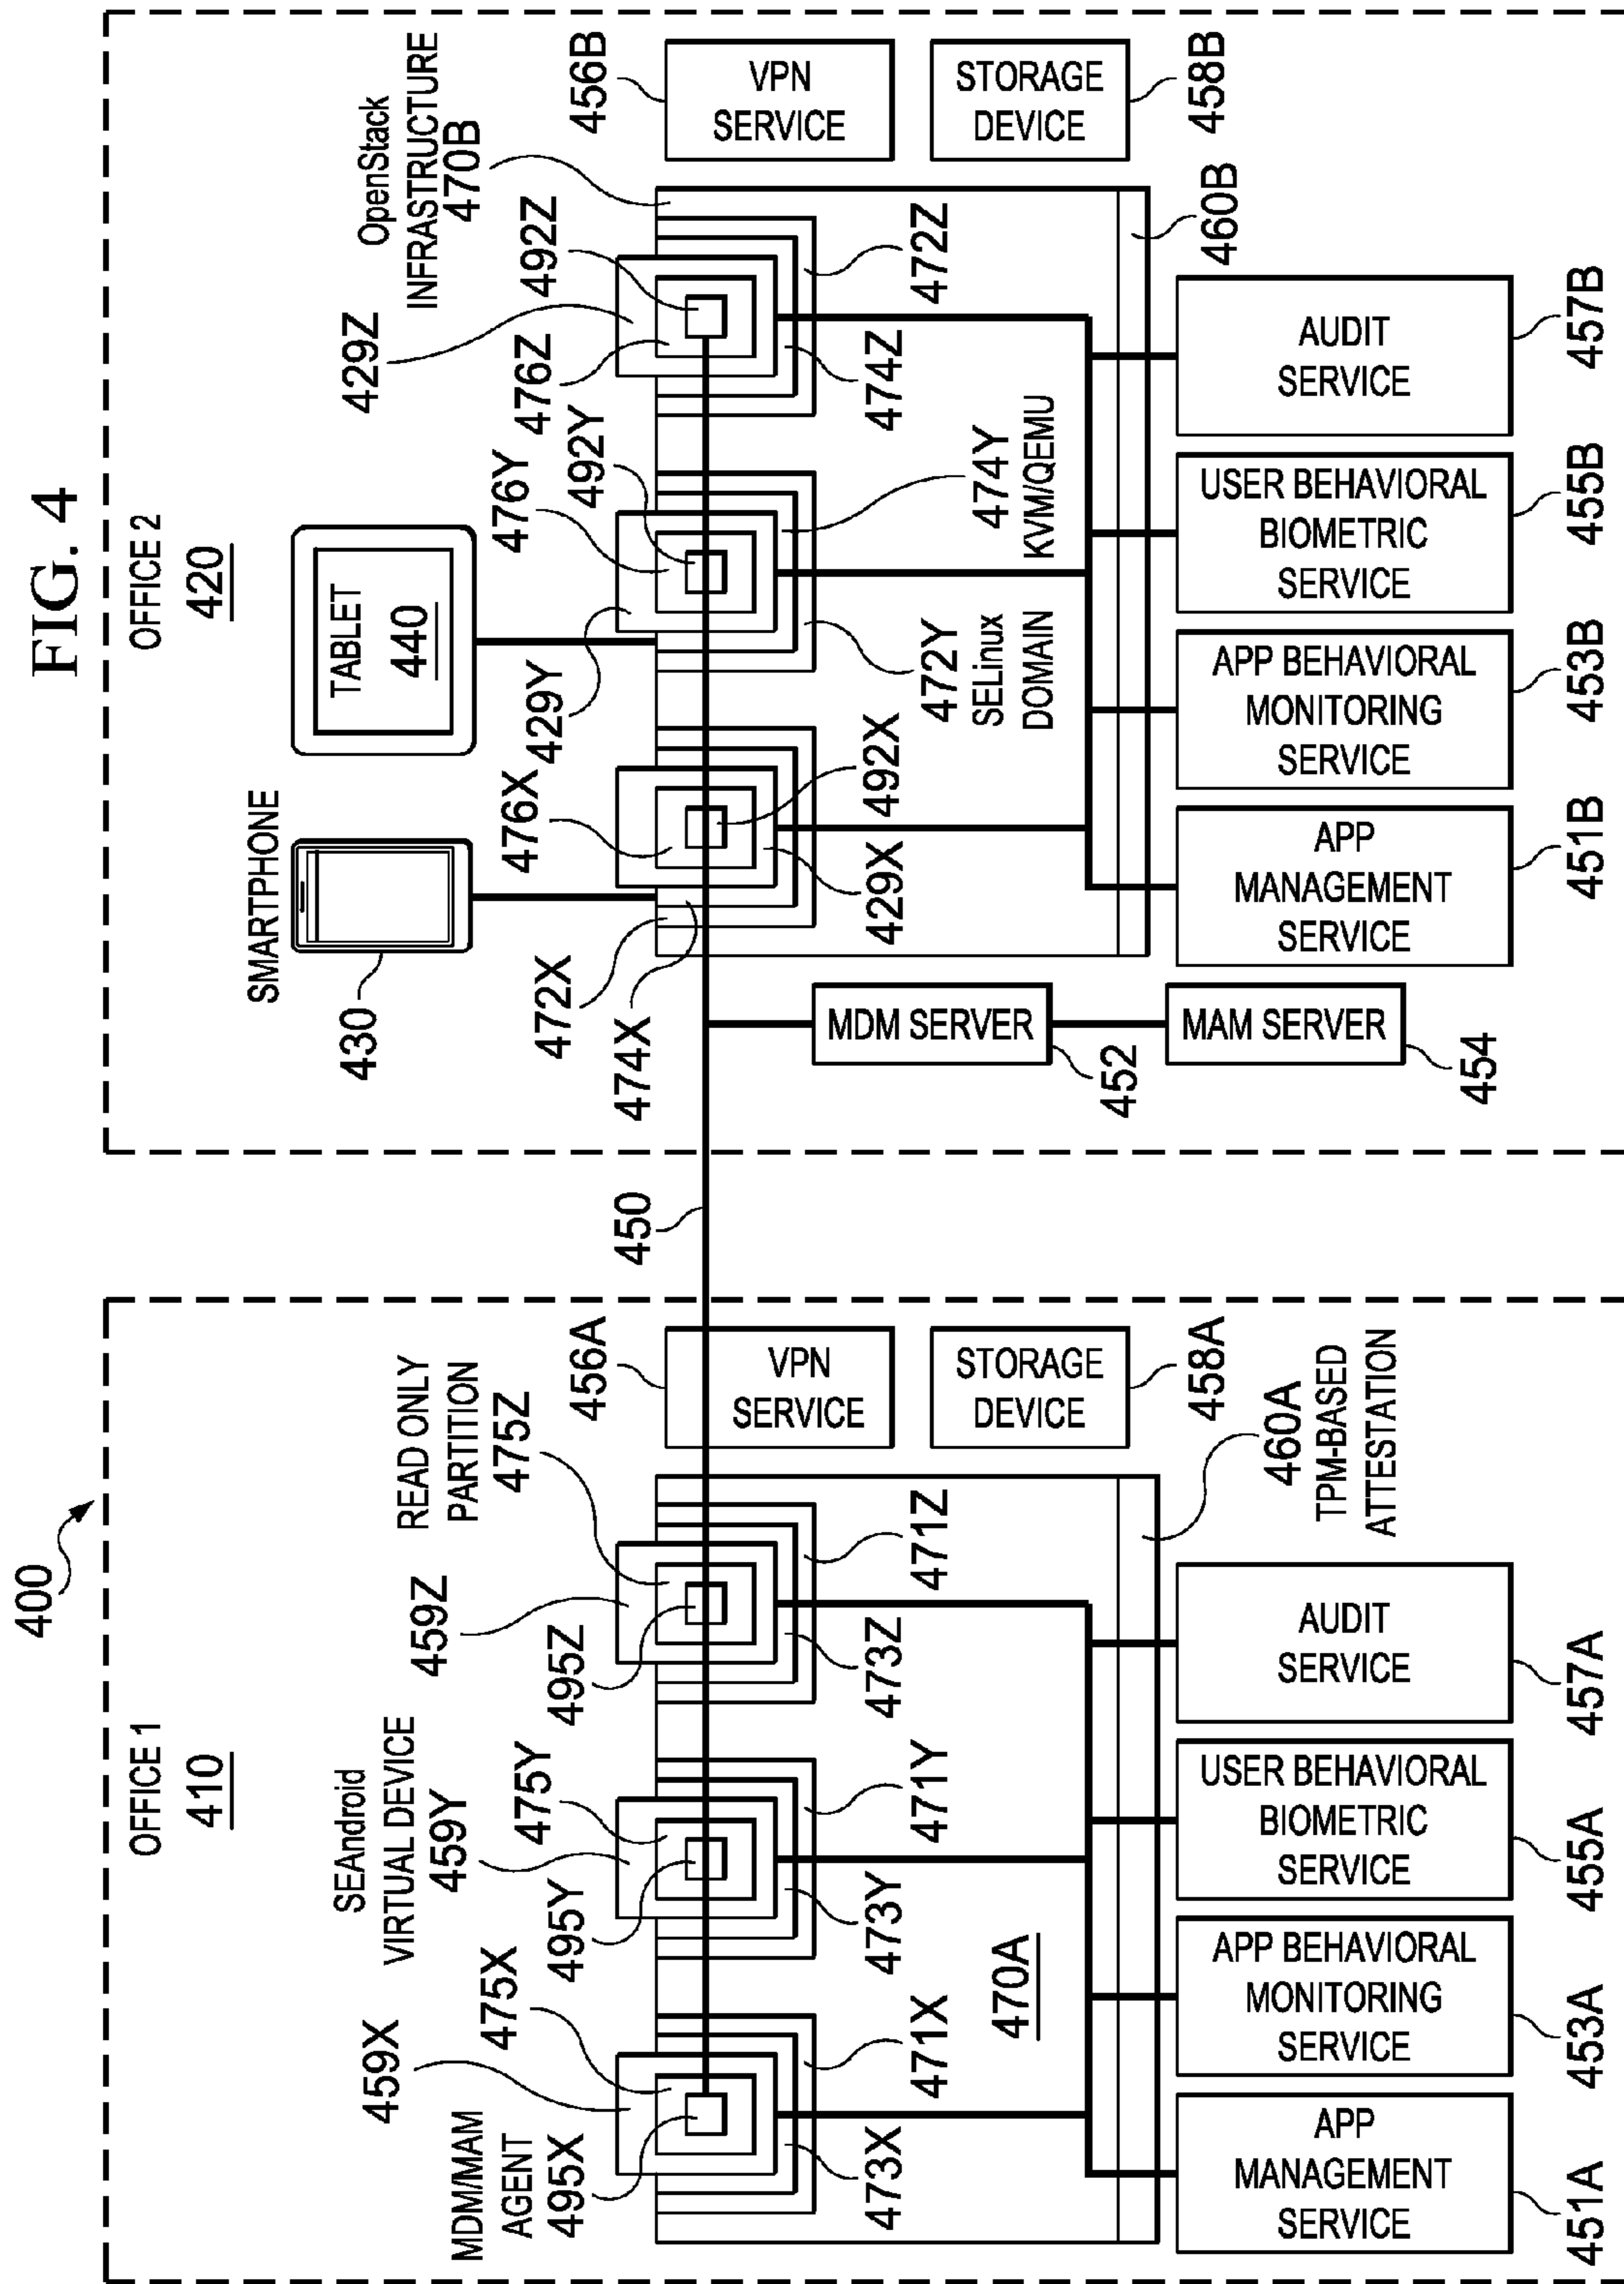 FIG. 4
400
OFFICE 1
410
MDM/MAM
AGENT
495X
459X
475X
SEAndroid
VIRTUAL DEVICE
459Y
475Y
495Y
READ ONLY
PARTITION
475Z
459Z
495Z
456A
VPN
SERVICE
STORAGE
DEVICE
458A
473X
471X
473Y
471Y
473Z
471Z
470A
460A
TPM-BASED
ATTESTATION
APP
MANAGEMENT
SERVICE
451A
APP BEHAVIORAL
MONITORING
SERVICE
453A
USER BEHAVIORAL
BIOMETRIC
SERVICE
455A
AUDIT
SERVICE
457A
450
OFFICE 2
420
SMARTPHONE
430
TABLET
440
472X
474X
476X
492X
429X
429Y
476Y
492Y
472Y
SELinux
DOMAIN
474Y
KVM/QEMU
429Z
476Z
492Z
474Z
472Z
OpenStack
INFRASTRUCTURE
470B
456B
VPN
SERVICE
STORAGE
DEVICE
458B
460B
MDM SERVER
452
MAM SERVER
454
APP
MANAGEMENT
SERVICE
451B
APP BEHAVIORAL
MONITORING
SERVICE
453B
USER BEHAVIORAL
BIOMETRIC
SERVICE
455B
AUDIT
SERVICE
457B